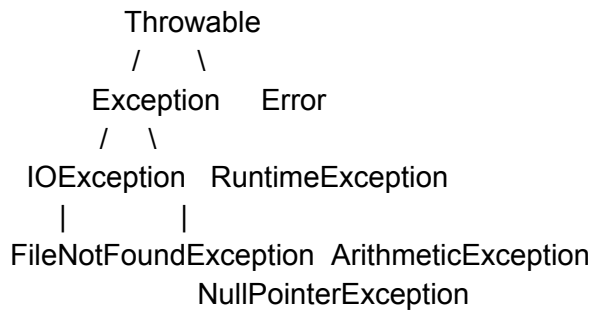 Throwable
/ \
Exception Error
/ \
IOException RuntimeException
| |
FileNotFoundException ArithmeticException
NullPointerException